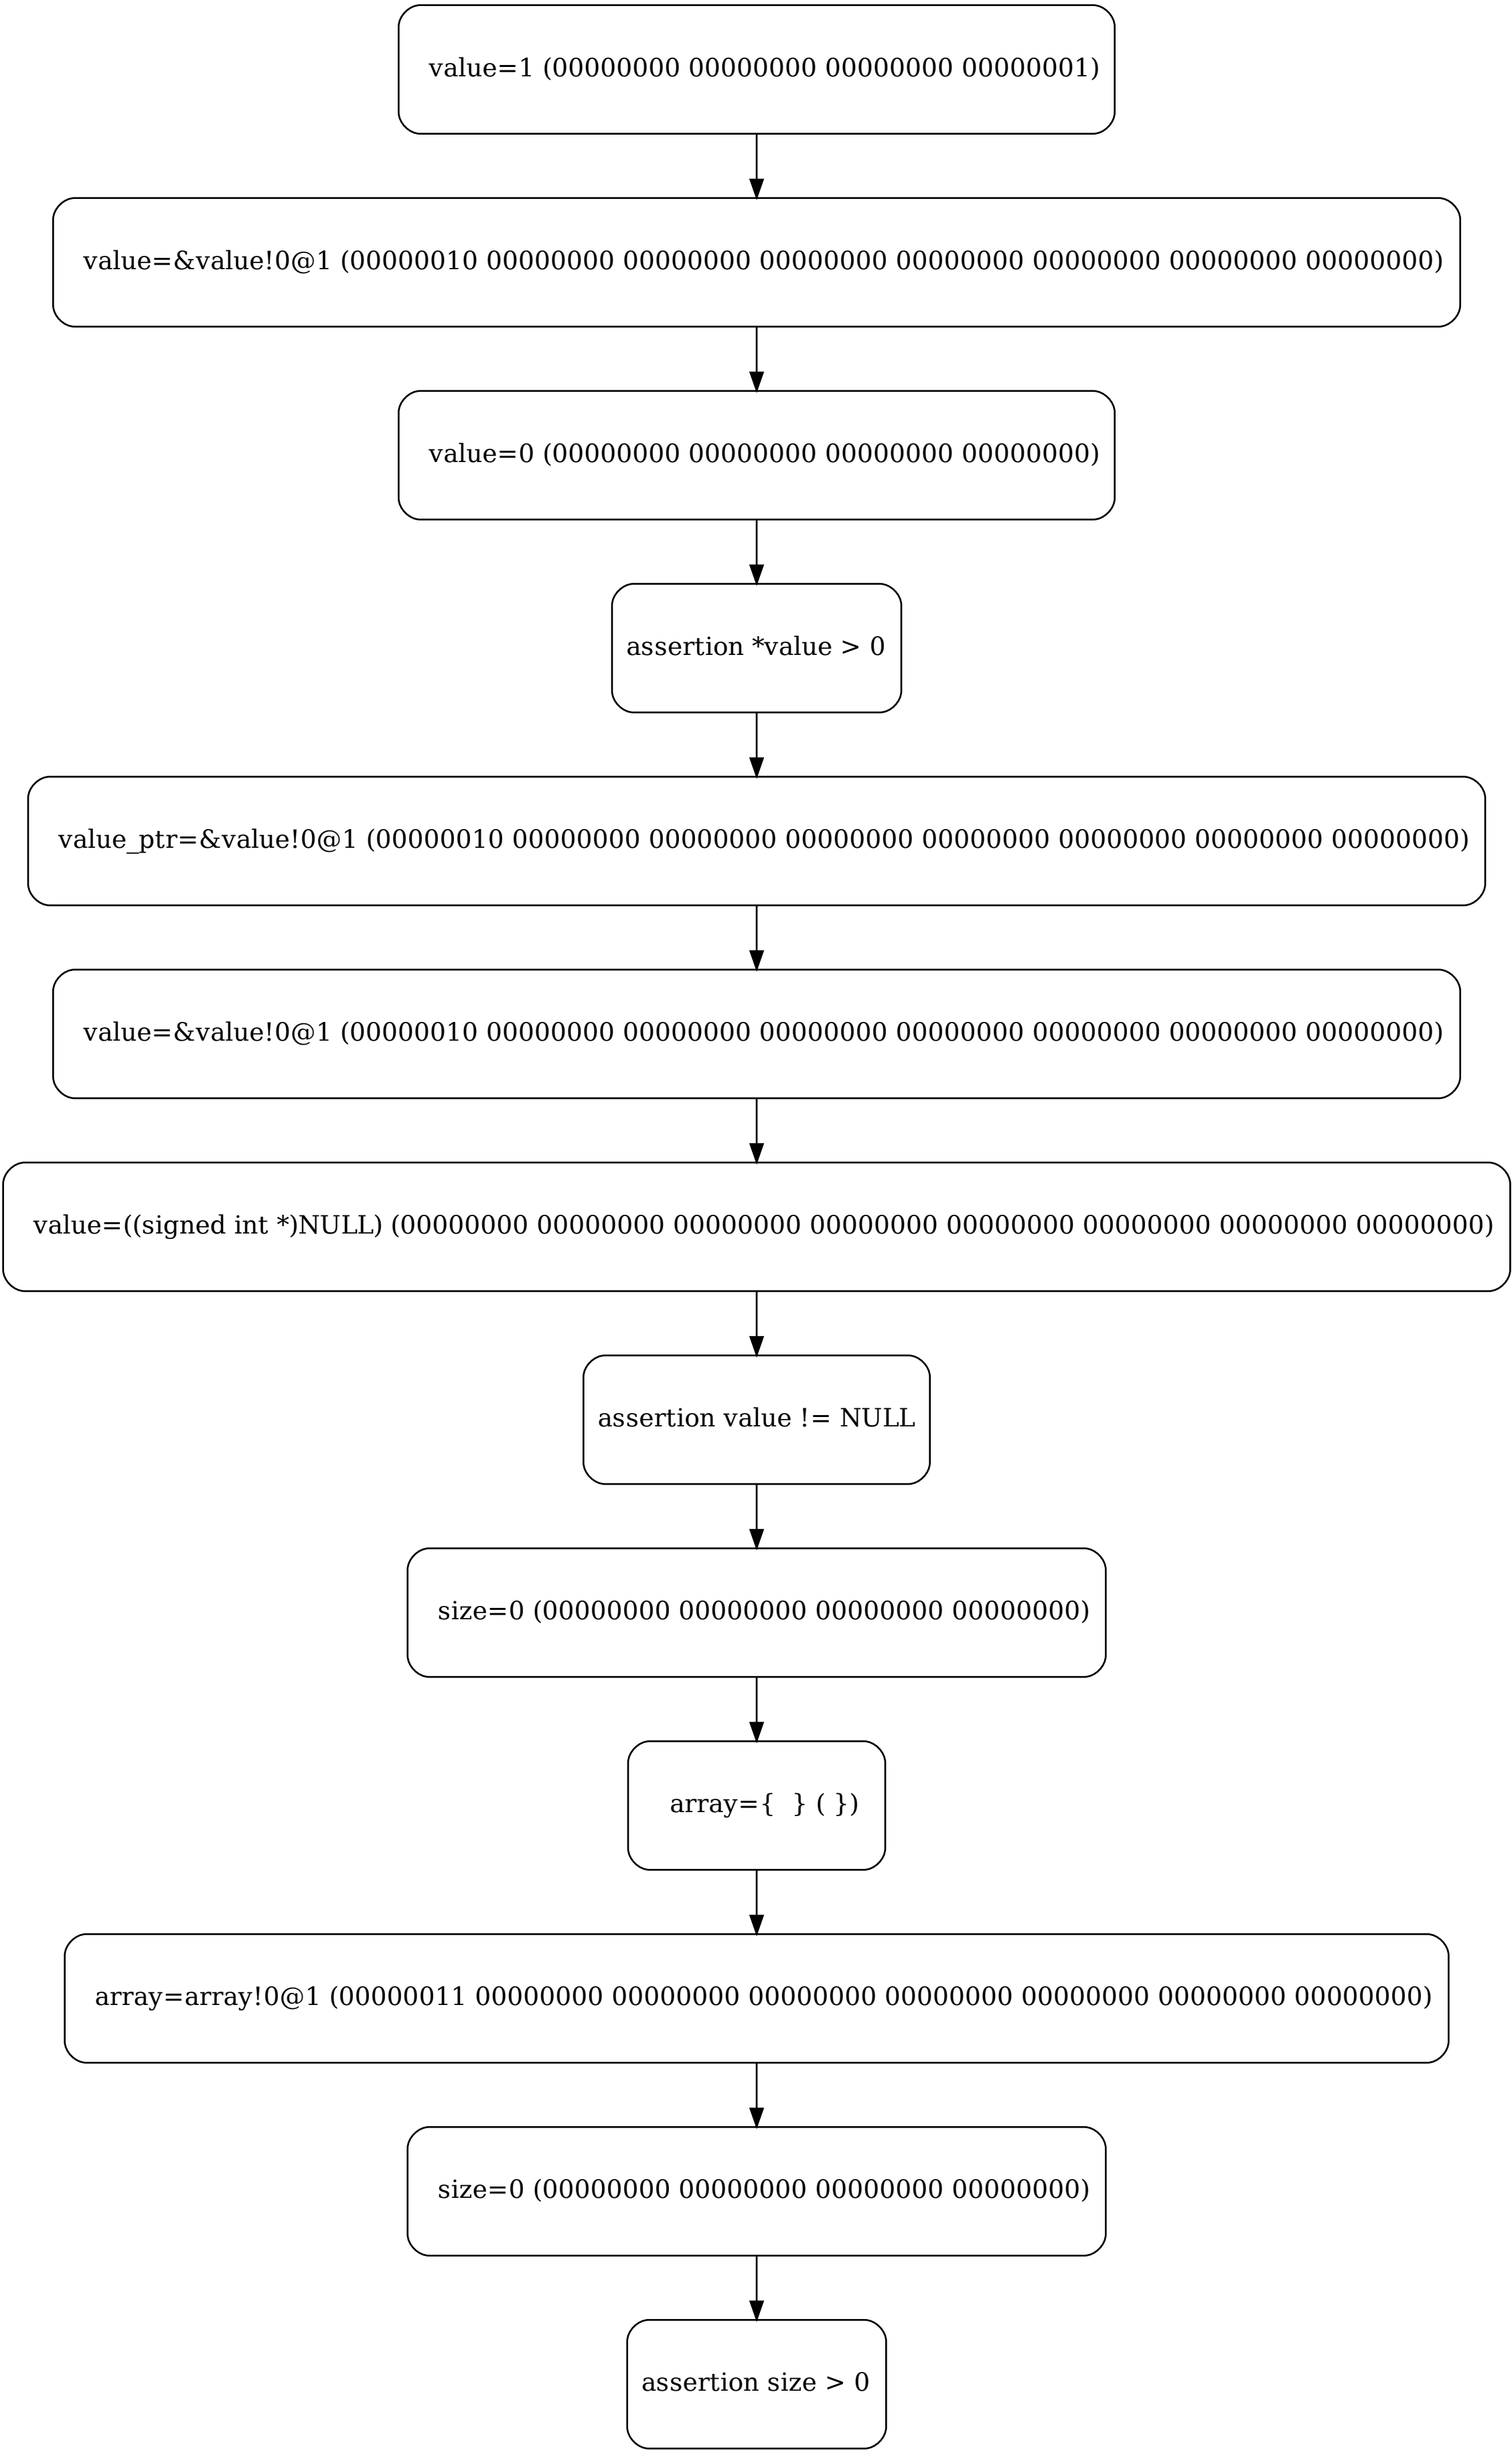 value=1 (00000000 00000000 00000000 00000001)
value=&value!0@1 (00000010 00000000 00000000 00000000 00000000 00000000 00000000 00000000)
value=0 (00000000 00000000 00000000 00000000)
assertion *value > 0
value_ptr=&value!0@1 (00000010 00000000 00000000 00000000 00000000 00000000 00000000 00000000)
value=&value!0@1 (00000010 00000000 00000000 00000000 00000000 00000000 00000000 00000000)
value=((signed int *)NULL) (00000000 00000000 00000000 00000000 00000000 00000000 00000000 00000000)
assertion value != NULL
size=0 (00000000 00000000 00000000 00000000)
array={  } ( })
array=array!0@1 (00000011 00000000 00000000 00000000 00000000 00000000 00000000 00000000)
size=0 (00000000 00000000 00000000 00000000)
assertion size > 0